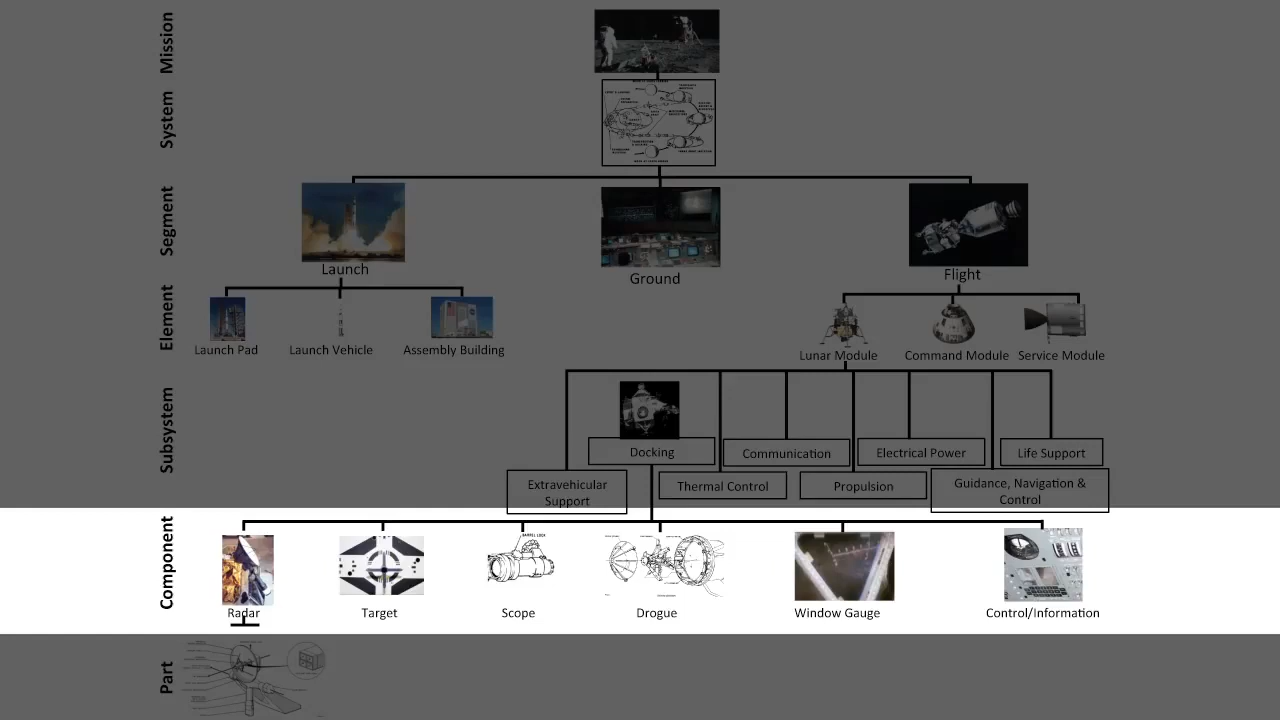 Mission
System
Segment
Launch
Ground
Flight
Element
Launch Pad
Launch Vehicle
Assembly Building
Lunar Module
Command Module
Service Module
Subsystem
Docking
Communication
Electrical Power
Life Support
Extravehicular
Support
Thermal Control
Propulsion
Guidance, Navigation &
Control
Component
BARREL LOCK
Radar
Target
Scope
Drogue
Window Gauge
Control/Information
Part